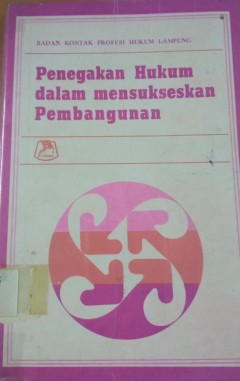 BADAN KONTAK PROFESI HUKUM LAMPUNG
Penegakan Hukum
dalam mensukseskan
Pembangunan